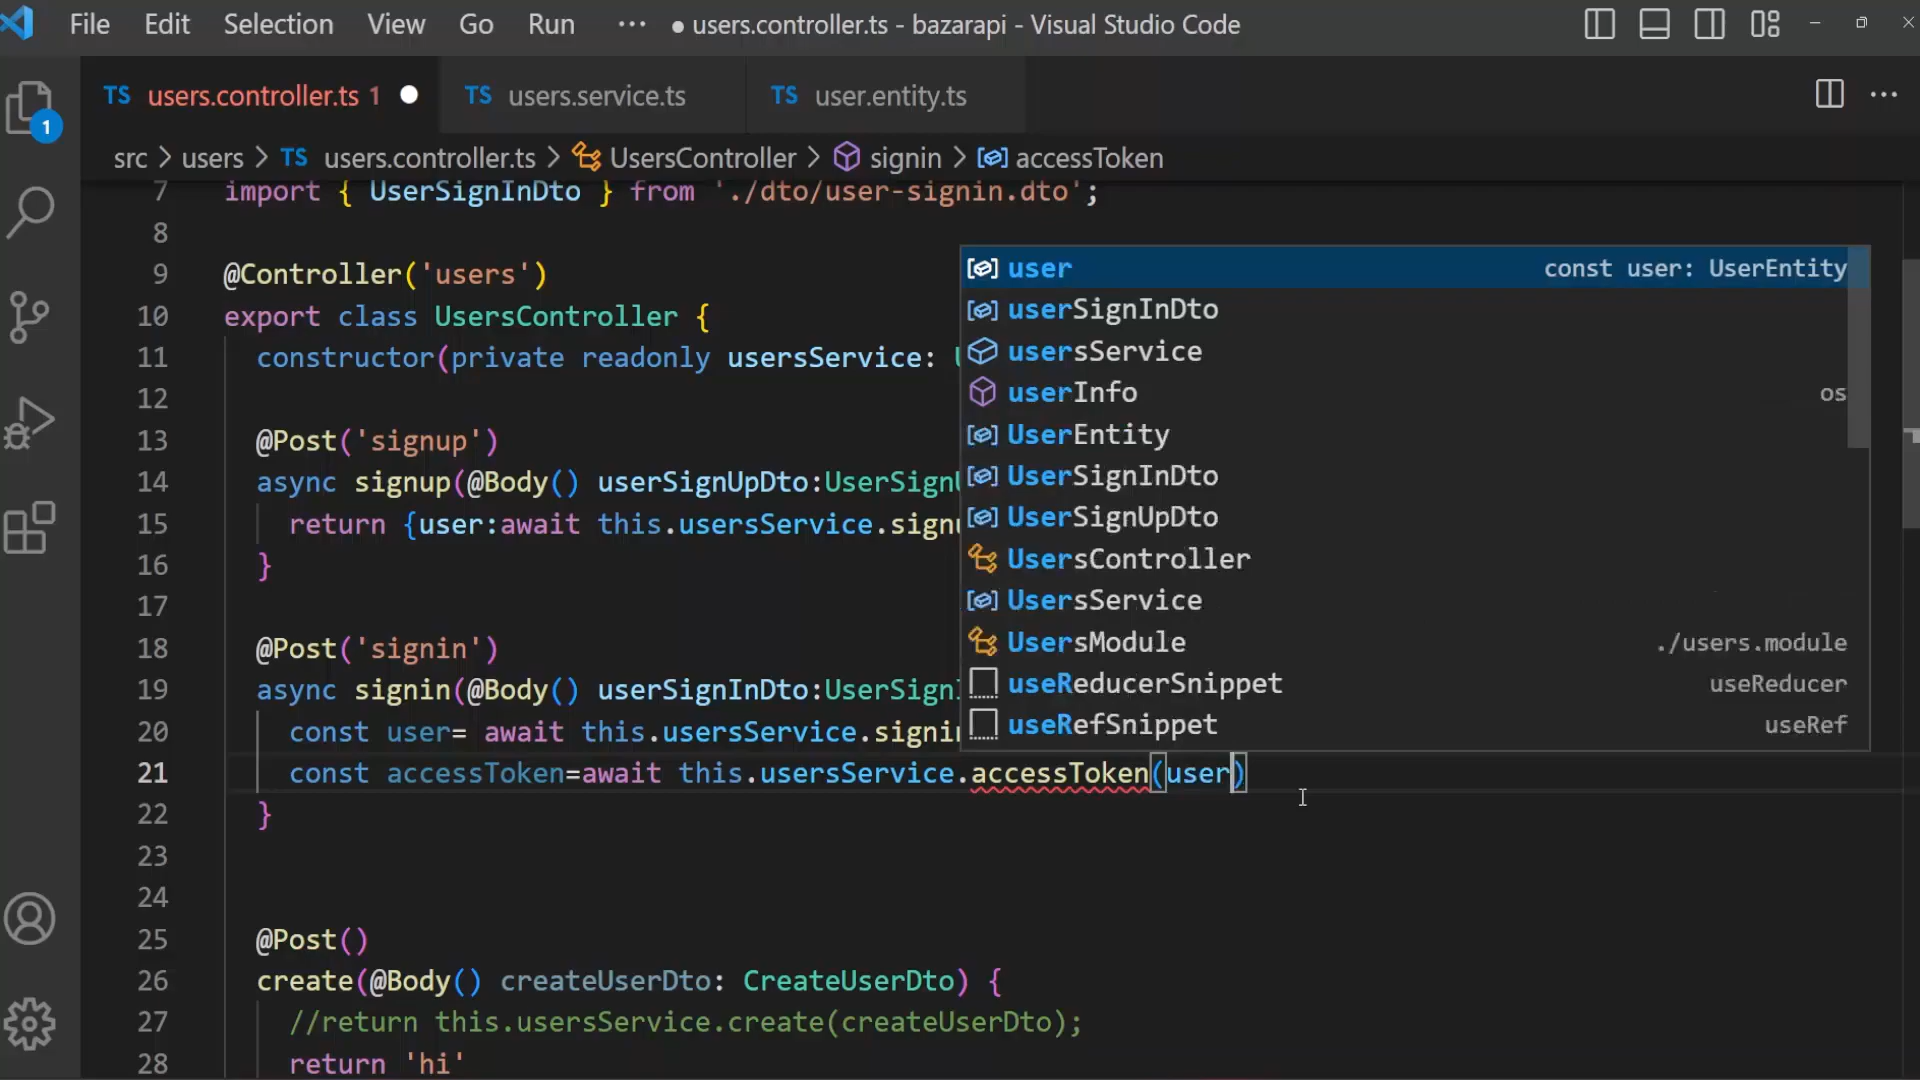 File Edit Selection View Go Run ··· ● users.controller.ts - bazarapi - Visual Studio Code
TS users.controller.ts 1 ● TS users.service.ts TS user.entity.ts
1
src > users > TS users.controller.ts > UsersController > signin > accessToken
7 import { UserSignInDto } from './dto/user-signin.dto';
8
9 @Controller('users')
10 export class UsersController {
11 constructor(private readonly usersService:
12
13 @Post('signup')
14 async signup(@Body() userSignUpDto:UserSign
15 return {user:await this.usersService.sign
16 }
17
18 @Post('signin')
19 async signin(@Body() userSignInDto:UserSign
20 const user= await this.usersService.signi
21 const accessToken=await this.usersService.accessToken(user)
22 }
23
24
25 @Post()
26 create(@Body() createUserDto: CreateUserDto) {
27 //return this.usersService.create(createUserDto);
28 return 'hi'
user const user: UserEntity
userSignInDto
usersService
userInfo os
UserEntity
UserSignInDto
UserSignUpDto
UsersController
UsersService
UsersModule ./users.module
useReducerSnippet useReducer
useRefSnippet useRef